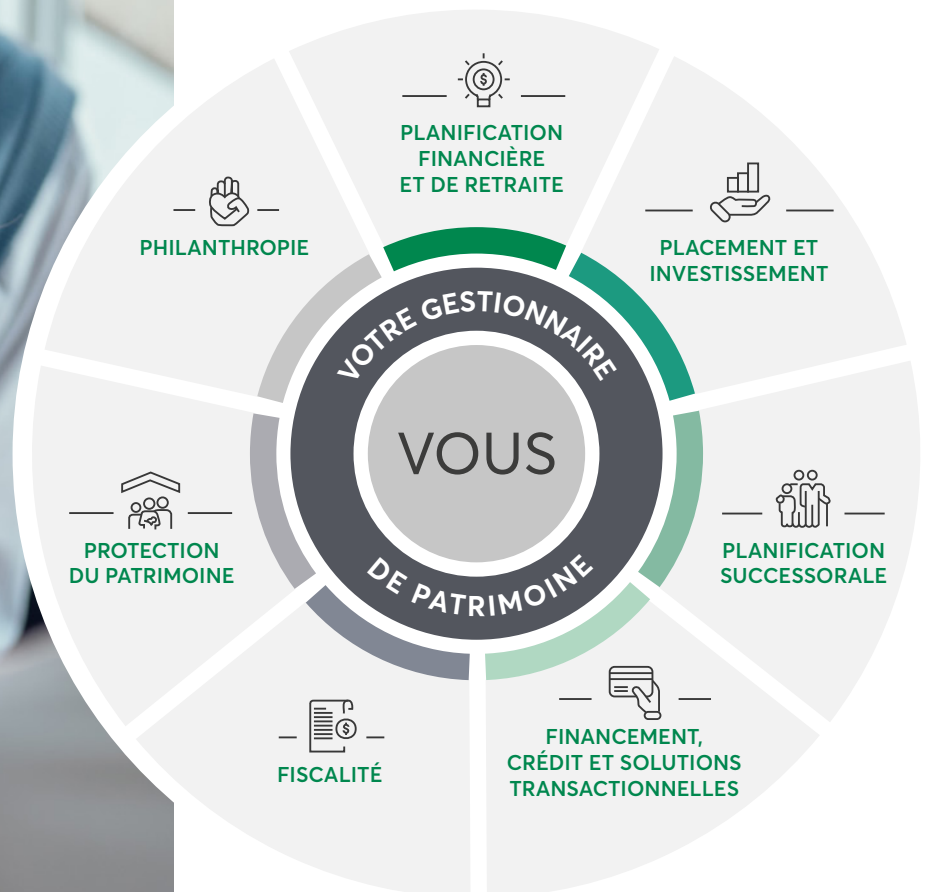 PLANIFICATION
FINANCIÈRE
ET DE RETRAITE
PLACEMENT ET
INVESTISSEMENT
PLANIFICATION
SUCCESSORALE
FINANCEMENT,
CRÉDIT ET SOLUTIONS
TRANSACTIONNELLES
FISCALITÉ
PROTECTION
DU PATRIMOINE
PHILANTHROPIE
VOTRE GESTIONNAIRE
DE PATRIMOINE
VOUS